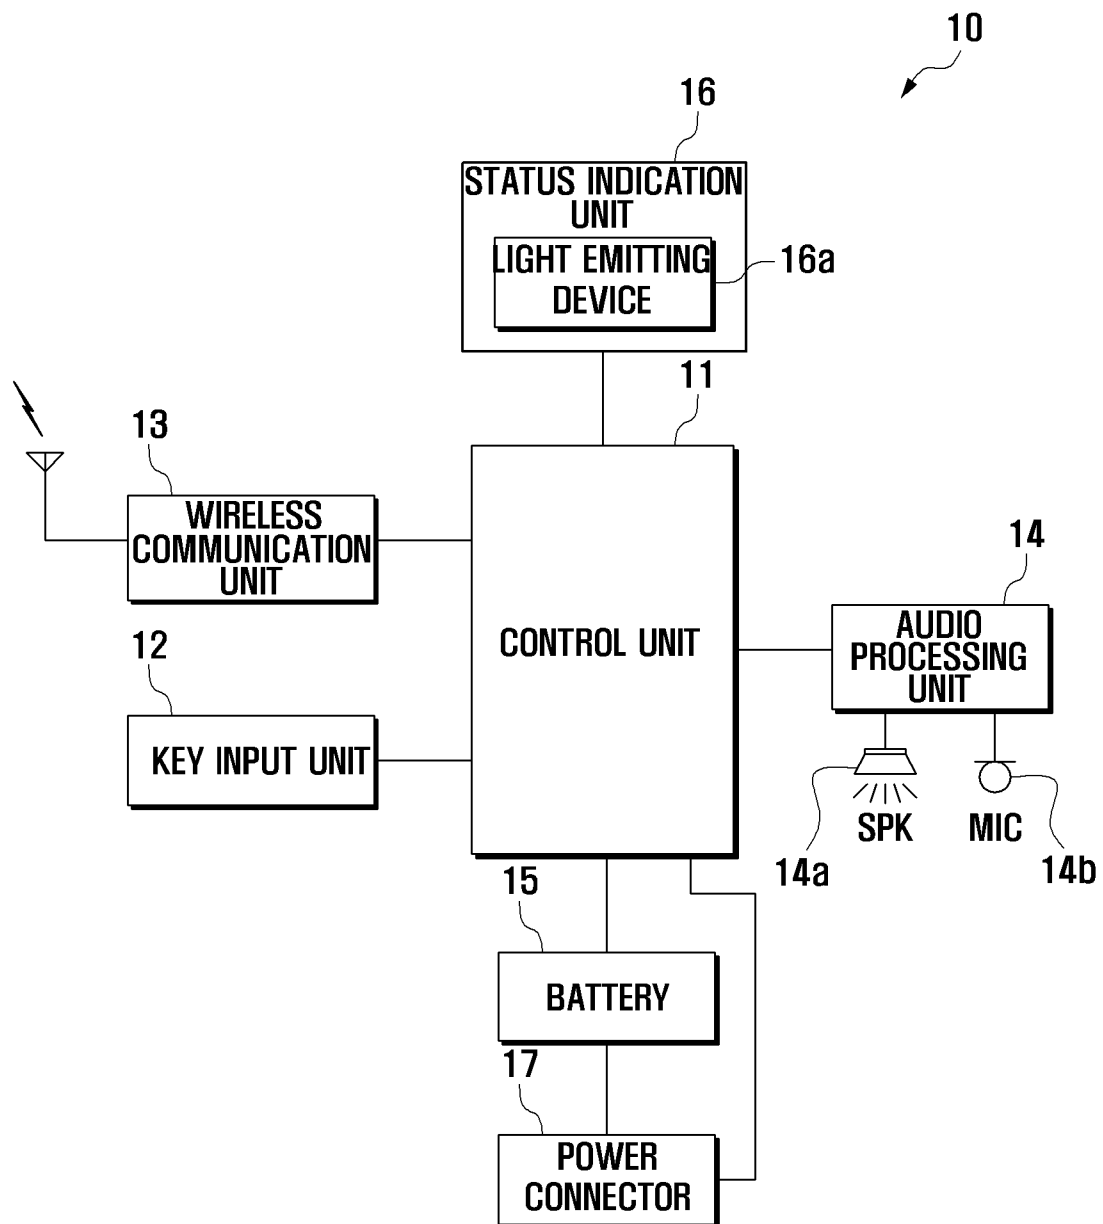 10
16
STATUS INDICATION
UNIT
LIGHT EMITTING
DEVICE
16a
11
13
WIRELESS
COMMUNICATION
UNIT
14
AUDIO
PROCESSING
UNIT
CONTROL UNIT
12
KEY INPUT UNIT
SPK
MIC
14a
14b
15
BATTERY
17
POWER
CONNECTOR